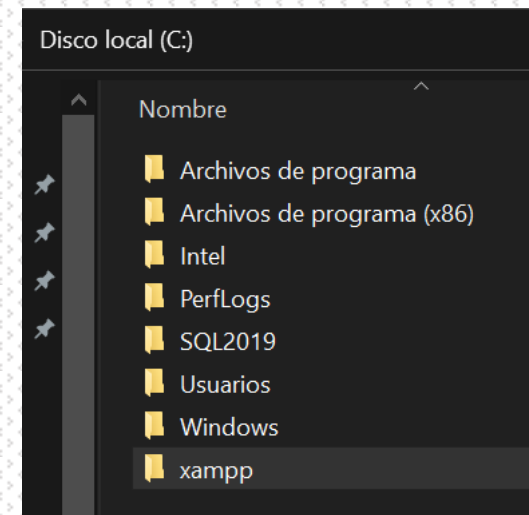 Disco local (C:)
Nombre
Archivos de programa
Archivos de programa (x86)
Intel
PerfLogs
SQL2019
Usuarios
Windows
xampp